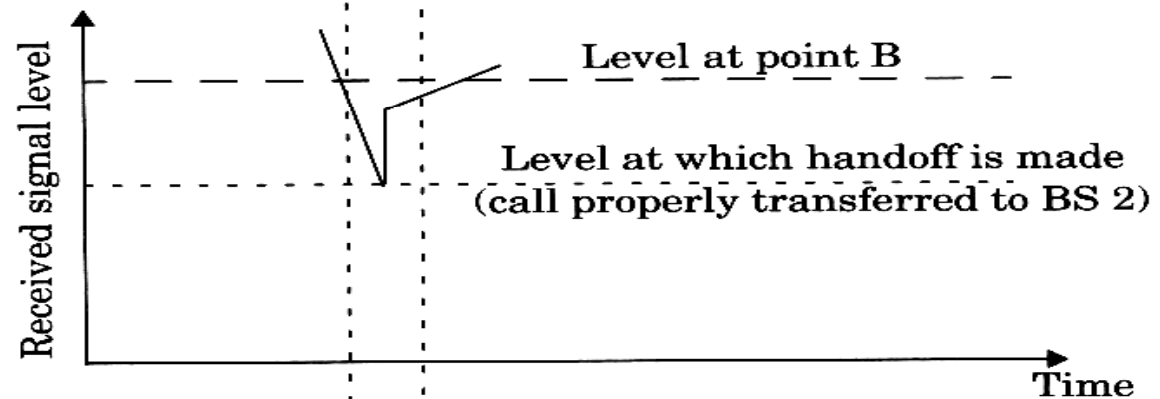 Received signal level
Level at point B
Level at which handoff is made
(call properly transferred to BS 2)
Time